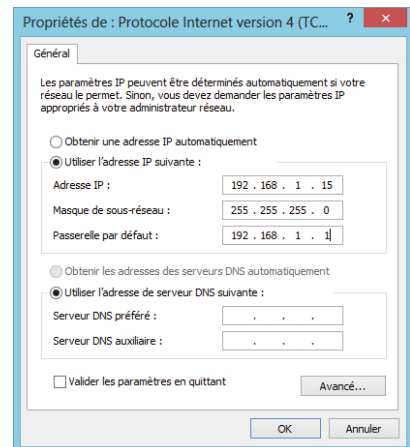 Propriétés de : Protocole Internet version 4 (TC...
?
×
Général
Les paramètres IP peuvent être déterminés automatiquement si votre
réseau le permet. Sinon, vous devez demander les paramètres IP
appropriés à votre administrateur réseau.
Obtenir une adresse IP automatiquement
Utiliser l'adresse IP suivante :
Adresse IP : 192 . 168 . 1 . 15
Masque de sous-réseau : 255 . 255 . 255 . 0
Passerelle par défaut : 192 . 168 . 1 . 1
Obtenir les adresses des serveurs DNS automatiquement
Utiliser l'adresse de serveur DNS suivante :
Serveur DNS préféré : . . .
Serveur DNS auxiliaire : . . .
Valider les paramètres en quittant
Avancé...
OK Annuler